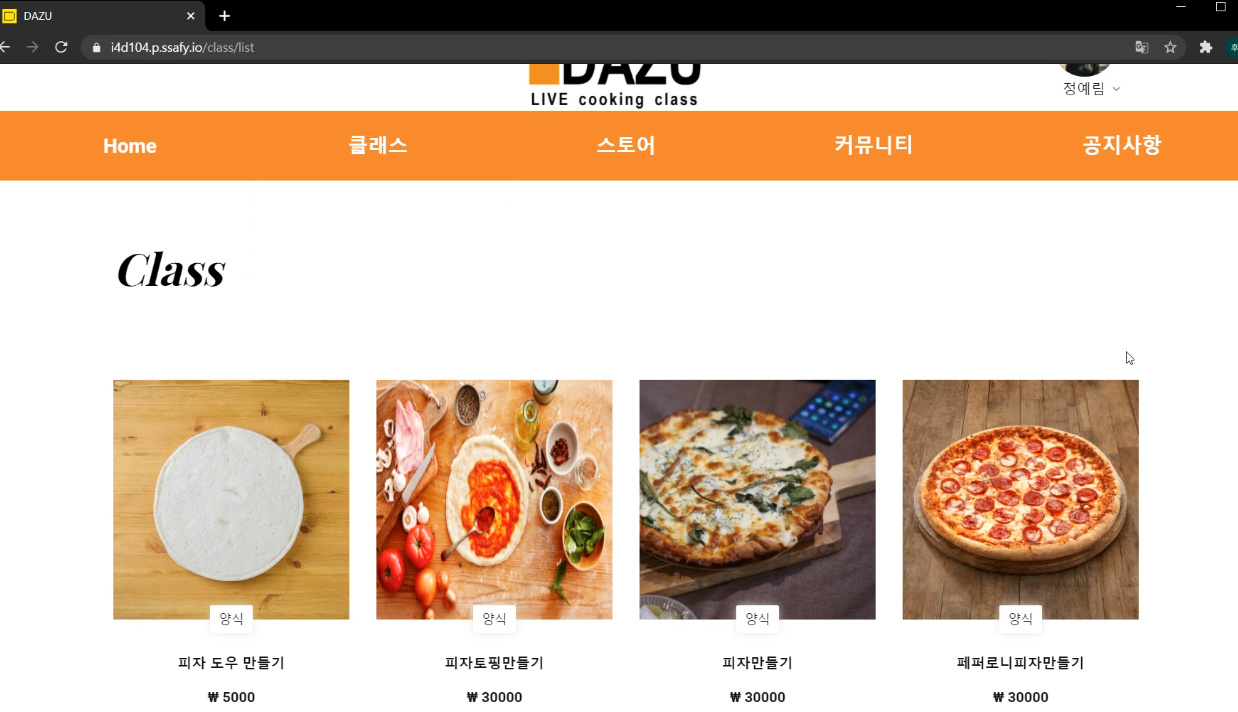 DAZU
i4d104.p.ssafy.io/class/list
DAZU
LIVE cooking class
정예림
Home 클래스 스토어 커뮤니티 공지사항
Class
양식 양식 양식 양식
피자 도우 만들기 피자토핑만들기 피자만들기 페퍼로니피자만들기
₩ 5000 ₩ 30000 ₩ 30000 ₩ 30000